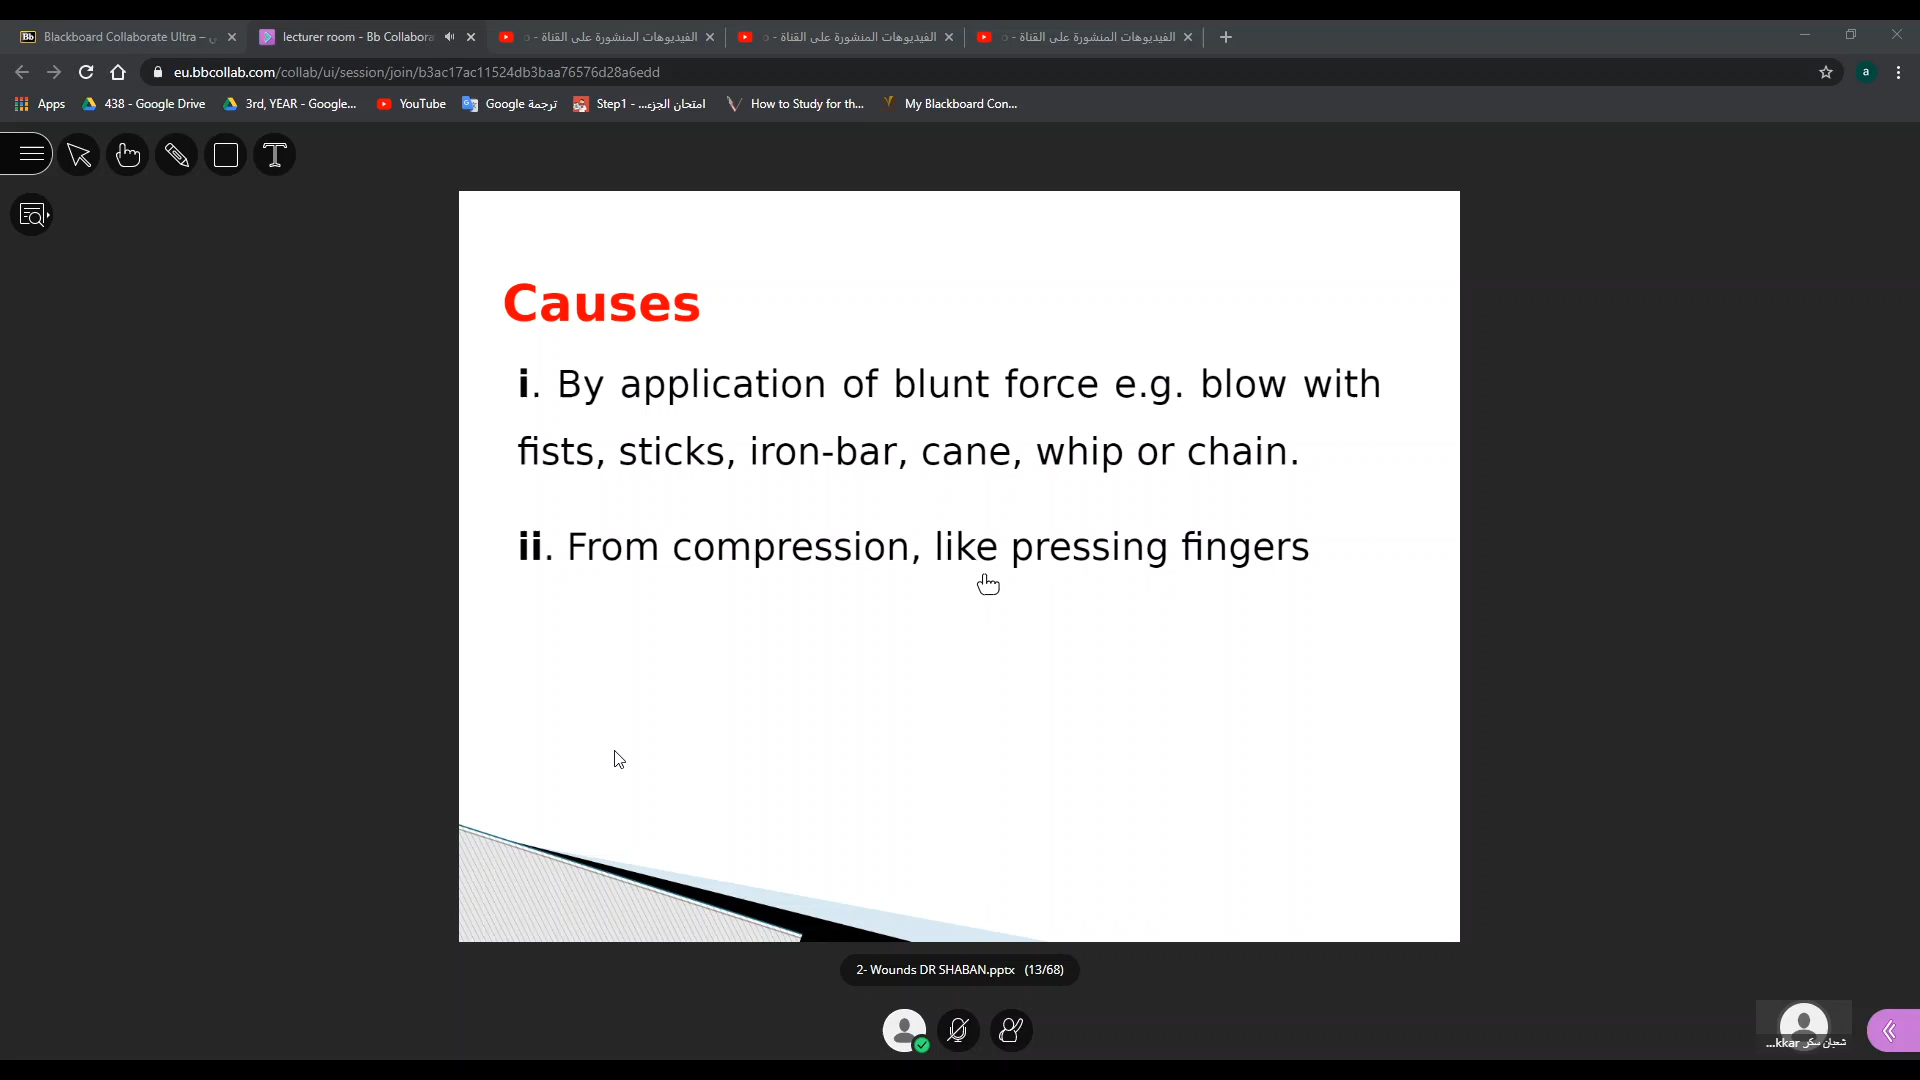 Blackboard Collaborate Ultra –
lecturer room - Bb Collabora
الفيديوهات المنشورة على القناة -
الفيديوهات المنشورة على القناة -
الفيديوهات المنشورة على القناة -
eu.bbcollab.com/collab/ui/session/join/b3ac17ac11524db3baa76576d28a6edd
a
Apps
438 - Google Drive
3rd, YEAR - Google...
YouTube
Google ترجمة
Step1 - ...امتحان الجزء
How to Study for th...
My Blackboard Con...
Causes
i. By application of blunt force e.g. blow with
fists, sticks, iron-bar, cane, whip or chain.
ii. From compression, like pressing fingers
2- Wounds DR SHABAN.pptx (13/68)
شعبان سكر kkar...